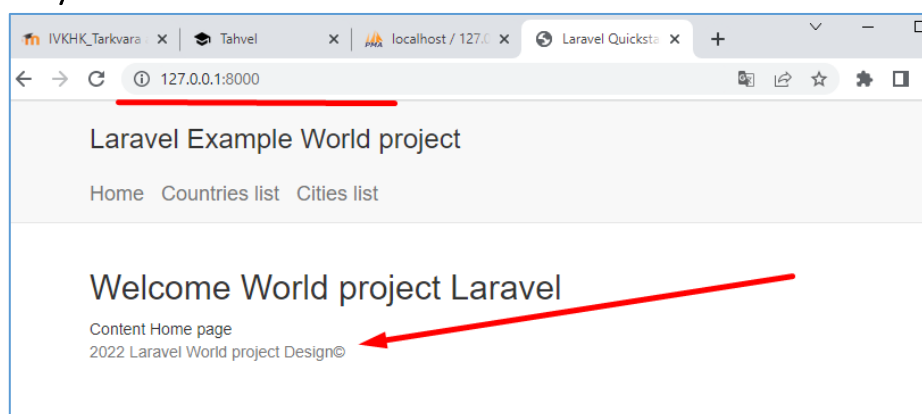 IVKHK_Tarkvara
Tahvel
localhost / 127.0
Laravel Quicksta
127.0.0.1:8000
Laravel Example World project
Home Countries list Cities list
Welcome World project Laravel
Content Home page
2022 Laravel World project Design©